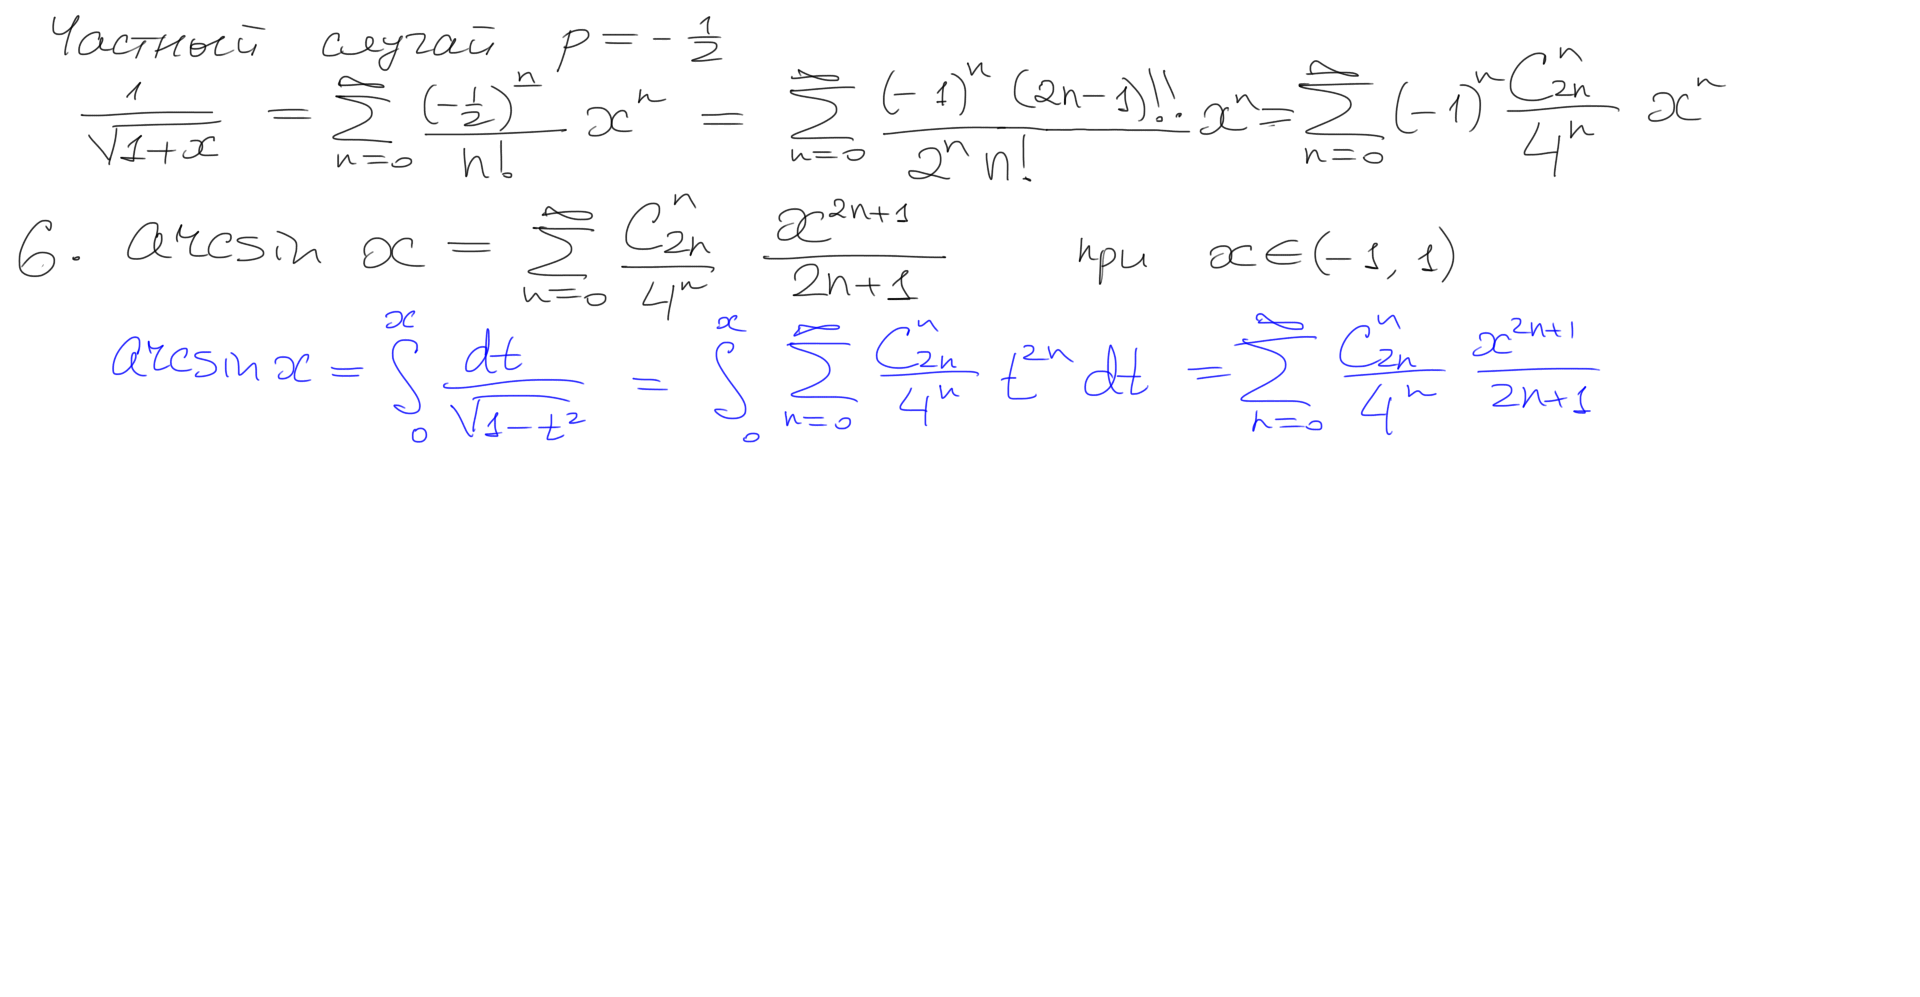 Частный случай $p = -\frac{1}{2}$
$\frac{1}{\sqrt{1+x}} = \sum_{n=0}^{\infty} \frac{(-\frac{1}{2})^{\underline{n}}}{n!} x^n = \sum_{n=0}^{\infty} \frac{(-1)^n (2n-1)!!}{2^n n!} x^n = \sum_{n=0}^{\infty} (-1)^n \frac{C_{2n}^n}{4^n} x^n$
6. $\arcsin x = \sum_{n=0}^{\infty} \frac{C_{2n}^n}{4^n} \frac{x^{2n+1}}{2n+1}$ при $x \in (-1, 1)$
$\arcsin x = \int_0^x \frac{dt}{\sqrt{1-t^2}} = \int_0^x \sum_{n=0}^{\infty} \frac{C_{2n}^n}{4^n} t^{2n} dt = \sum_{n=0}^{\infty} \frac{C_{2n}^n}{4^n} \frac{x^{2n+1}}{2n+1}$